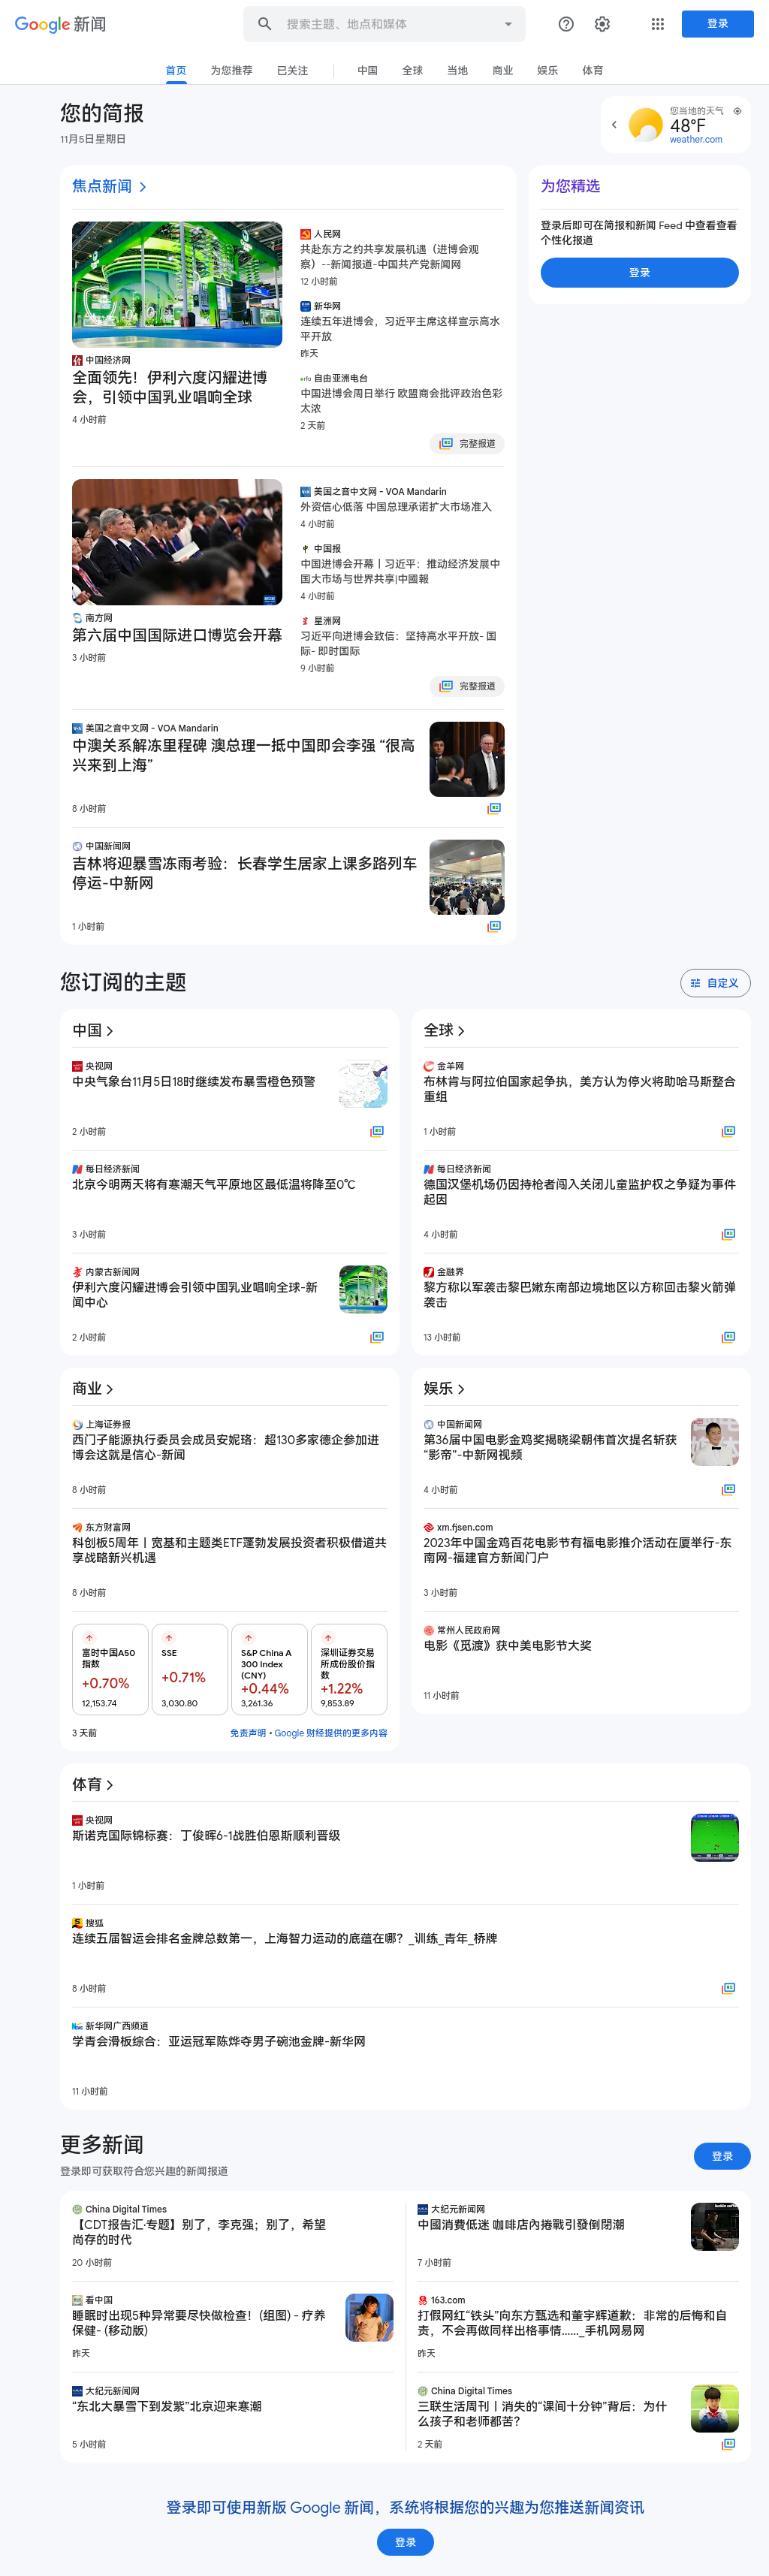 Google 新闻
搜索主题、地点和媒体
登录
首页
为您推荐
已关注
中国
全球
当地
商业
娱乐
体育
您的简报
11月5日星期日
您当地的天气
48°F
weather.com
焦点新闻
中国经济网
全面领先！伊利六度闪耀进博
会，引领中国乳业唱响全球
4 小时前
人民网
共赴东方之约共享发展机遇（进博会观
察）--新闻报道-中国共产党新闻网
12 小时前
新华网
连续五年进博会，习近平主席这样宣示高水
平开放
昨天
自由亚洲电台
中国进博会周日举行 欧盟商会批评政治色彩
太浓
2 天前
完整报道
为您精选
登录后即可在简报和新闻 Feed 中查看查看
个性化报道
登录
南方网
第六届中国国际进口博览会开幕
3 小时前
美国之音中文网 - VOA Mandarin
外资信心低落 中国总理承诺扩大市场准入
4 小时前
中国报
中国进博会开幕丨习近平：推动经济发展中
国大市场与世界共享|中國報
4 小时前
星洲网
习近平向进博会致信：坚持高水平开放- 国
际- 即时国际
9 小时前
完整报道
美国之音中文网 - VOA Mandarin
中澳关系解冻里程碑 澳总理一抵中国即会李强 “很高
兴来到上海”
8 小时前
中国新闻网
吉林将迎暴雪冻雨考验：长春学生居家上课多路列车
停运-中新网
1 小时前
您订阅的主题
自定义
中国
央视网
中央气象台11月5日18时继续发布暴雪橙色预警
2 小时前
每日经济新闻
北京今明两天将有寒潮天气平原地区最低温将降至0℃
3 小时前
内蒙古新闻网
伊利六度闪耀进博会引领中国乳业唱响全球-新
闻中心
2 小时前
全球
金羊网
布林肯与阿拉伯国家起争执，美方认为停火将助哈马斯整合
重组
1 小时前
每日经济新闻
德国汉堡机场仍因持枪者闯入关闭儿童监护权之争疑为事件
起因
4 小时前
金融界
黎方称以军袭击黎巴嫩东南部边境地区以方称回击黎火箭弹
袭击
13 小时前
商业
上海证券报
西门子能源执行委员会成员安妮珞：超130多家德企参加进
博会这就是信心-新闻
8 小时前
东方财富网
科创板5周年丨宽基和主题类ETF蓬勃发展投资者积极借道共
享战略新兴机遇
8 小时前
富时中国A50
指数
+0.70%
12,153.74
SSE
+0.71%
3,030.80
S&P China A
300 Index
(CNY)
+0.44%
3,261.36
深圳证券交易
所成份股价指
数
+1.22%
9,853.89
3 天前
免责声明 • Google 财经提供的更多内容
娱乐
中国新闻网
第36届中国电影金鸡奖揭晓梁朝伟首次提名斩获
“影帝”-中新网视频
4 小时前
xm.fjsen.com
2023年中国金鸡百花电影节有福电影推介活动在厦举行-东
南网-福建官方新闻门户
3 小时前
常州人民政府网
电影《觅渡》获中美电影节大奖
11 小时前
体育
央视网
斯诺克国际锦标赛：丁俊晖6-1战胜伯恩斯顺利晋级
1 小时前
搜狐
连续五届智运会排名金牌总数第一，上海智力运动的底蕴在哪？_训练_青年_桥牌
8 小时前
新华网广西频道
学青会滑板综合：亚运冠军陈烨夺男子碗池金牌-新华网
11 小时前
更多新闻
登录即可获取符合您兴趣的新闻报道
登录
China Digital Times
【CDT报告汇·专题】别了，李克强；别了，希望
尚存的时代
20 小时前
看中国
睡眠时出现5种异常要尽快做检查！(组图) - 疗养
保健- (移动版)
昨天
大纪元新闻网
“东北大暴雪下到发紫”北京迎来寒潮
5 小时前
大纪元新闻网
中國消費低迷 咖啡店內捲戰引發倒閉潮
7 小时前
163.com
打假网红“铁头”向东方甄选和董宇辉道歉：非常的后悔和自
责，不会再做同样出格事情……_手机网易网
昨天
China Digital Times
三联生活周刊丨消失的“课间十分钟”背后：为什
么孩子和老师都苦？
2 天前
登录即可使用新版 Google 新闻，系统将根据您的兴趣为您推送新闻资讯
登录